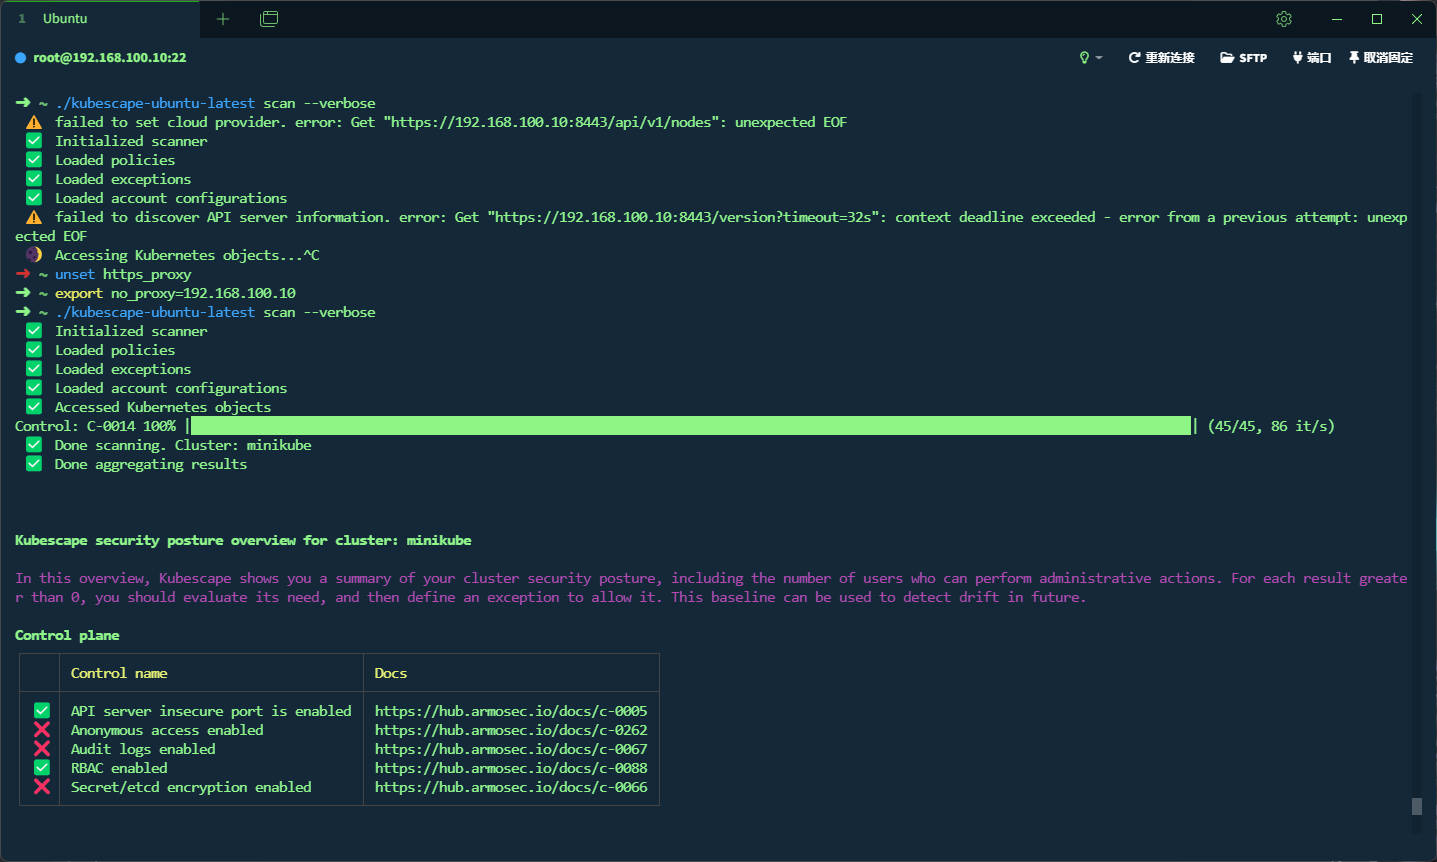 1 Ubuntu
root@192.168.100.10:22 重新连接 SFTP 端口 取消固定
➜ ~ ./kubescape-ubuntu-latest scan --verbose
⚠️ failed to set cloud provider. error: Get "https://192.168.100.10:8443/api/v1/nodes": unexpected EOF
✅ Initialized scanner
✅ Loaded policies
✅ Loaded exceptions
✅ Loaded account configurations
⚠️ failed to discover API server information. error: Get "https://192.168.100.10:8443/version?timeout=32s": context deadline exceeded - error from a previous attempt: unexp
ected EOF
🌖 Accessing Kubernetes objects...^C
➜ ~ unset https_proxy
➜ ~ export no_proxy=192.168.100.10
➜ ~ ./kubescape-ubuntu-latest scan --verbose
✅ Initialized scanner
✅ Loaded policies
✅ Loaded exceptions
✅ Loaded account configurations
✅ Accessed Kubernetes objects
Control: C-0014 100% | | (45/45, 86 it/s)
✅ Done scanning. Cluster: minikube
✅ Done aggregating results
Kubescape security posture overview for cluster: minikube
In this overview, Kubescape shows you a summary of your cluster security posture, including the number of users who can perform administrative actions. For each result greate
r than 0, you should evaluate its need, and then define an exception to allow it. This baseline can be used to detect drift in future.
Control plane
Control name Docs
✅ API server insecure port is enabled https://hub.armosec.io/docs/c-0005
❌ Anonymous access enabled https://hub.armosec.io/docs/c-0262
❌ Audit logs enabled https://hub.armosec.io/docs/c-0067
✅ RBAC enabled https://hub.armosec.io/docs/c-0088
❌ Secret/etcd encryption enabled https://hub.armosec.io/docs/c-0066